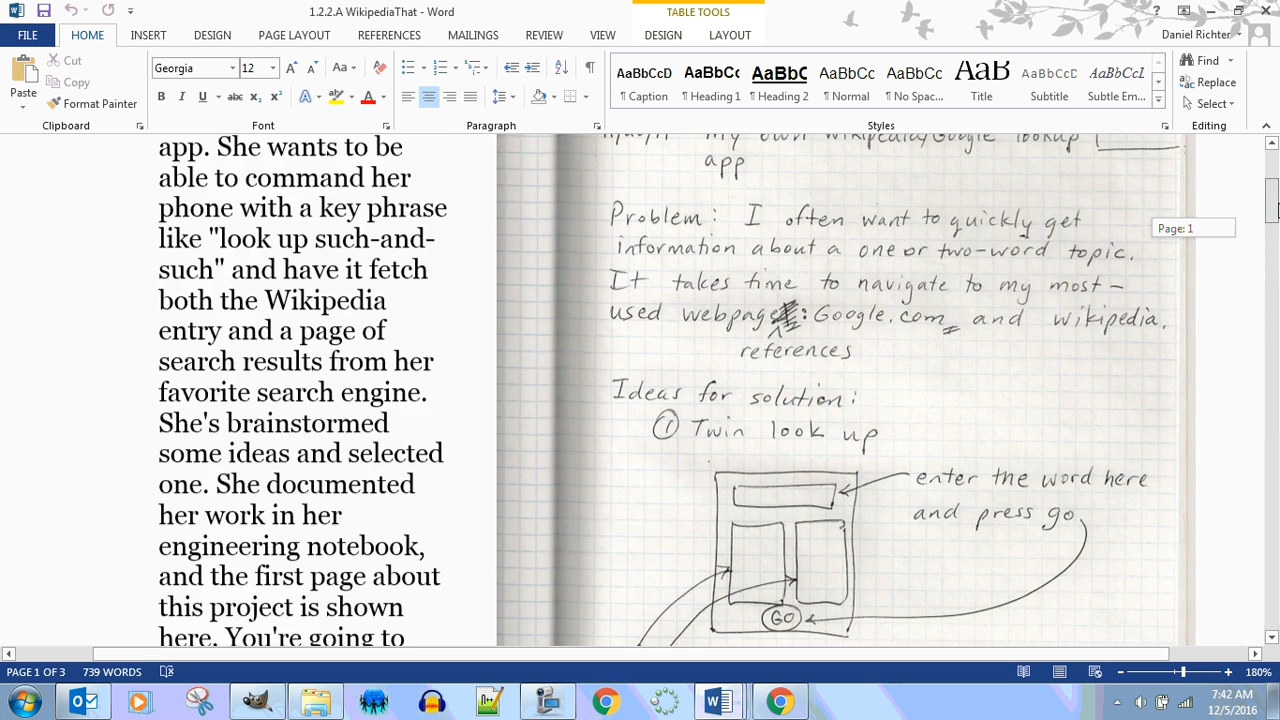 1.2.2.A WikipediaThat - Word
TABLE TOOLS
FILE HOME INSERT DESIGN PAGE LAYOUT REFERENCES MAILINGS REVIEW VIEW DESIGN LAYOUT
Daniel Richter
Paste
Cut
Copy
Format Painter
Georgia 12
AaBbCcD AaBbCc AaBbC AaBbCc AaBbCc AaB AaBbCcD AaBbCcI
¶ Caption ¶ Heading 1 ¶ Heading 2 ¶ Normal ¶ No Spac... Title Subtitle Subtle Em...
Find
Replace
Select
Clipboard Font Paragraph Styles Editing
app. She wants to be
able to command her
phone with a key phrase
like "look up such-and-
such" and have it fetch
both the Wikipedia
entry and a page of
search results from her
favorite search engine.
She's brainstormed
some ideas and selected
one. She documented
her work in her
engineering notebook,
and the first page about
this project is shown
here. You're going to
my own Wikipedia/Google lookup
app
Problem: I often want to quickly get
information about a one or two-word topic.
It takes time to navigate to my most-
used webpage: Google.com and wikipedia.
references
Ideas for solution:
① Twin look up
enter the word here
and press go
GO
Page: 1
PAGE 1 OF 3 739 WORDS
180%
7:42 AM
12/5/2016